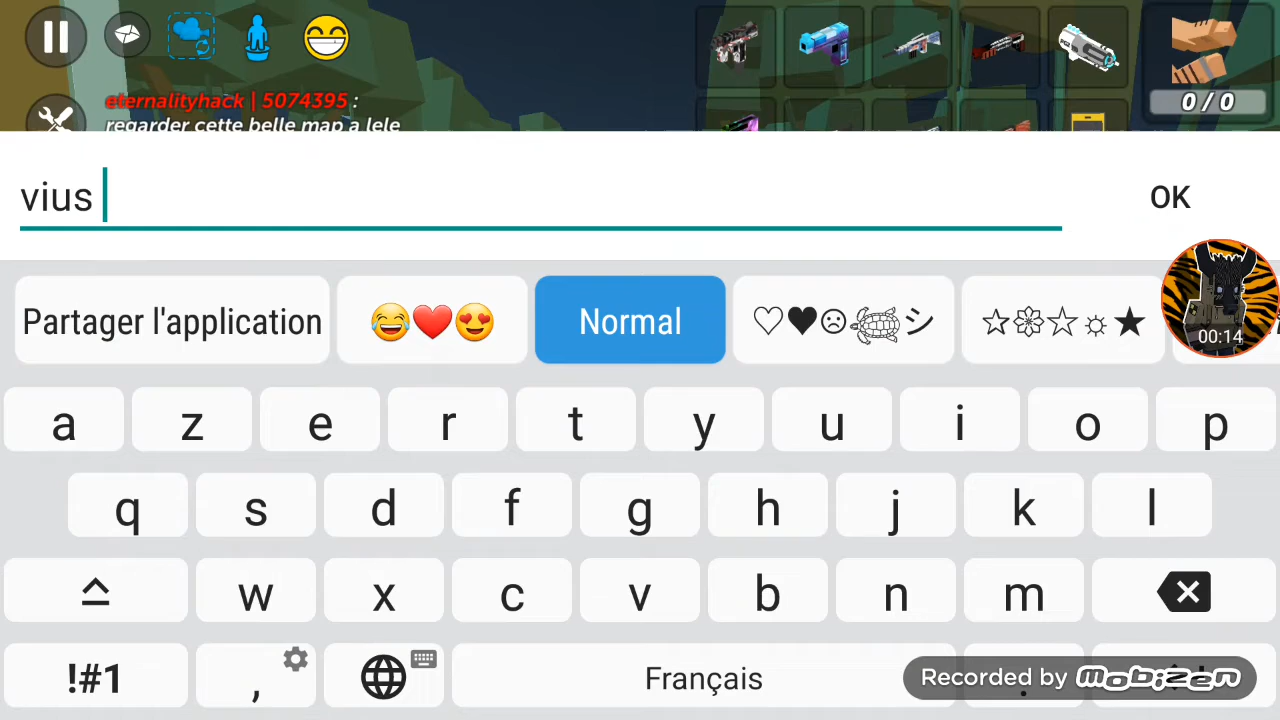 eternalityhack | 5074395 :
regarder cette belle map a lele
0 / 0
vius
OK
Partager l'application
Normal
00:14
a z e r t y u i o p
q s d f g h j k l
w x c v b n m
!#1 , Français .
Recorded by mobizen